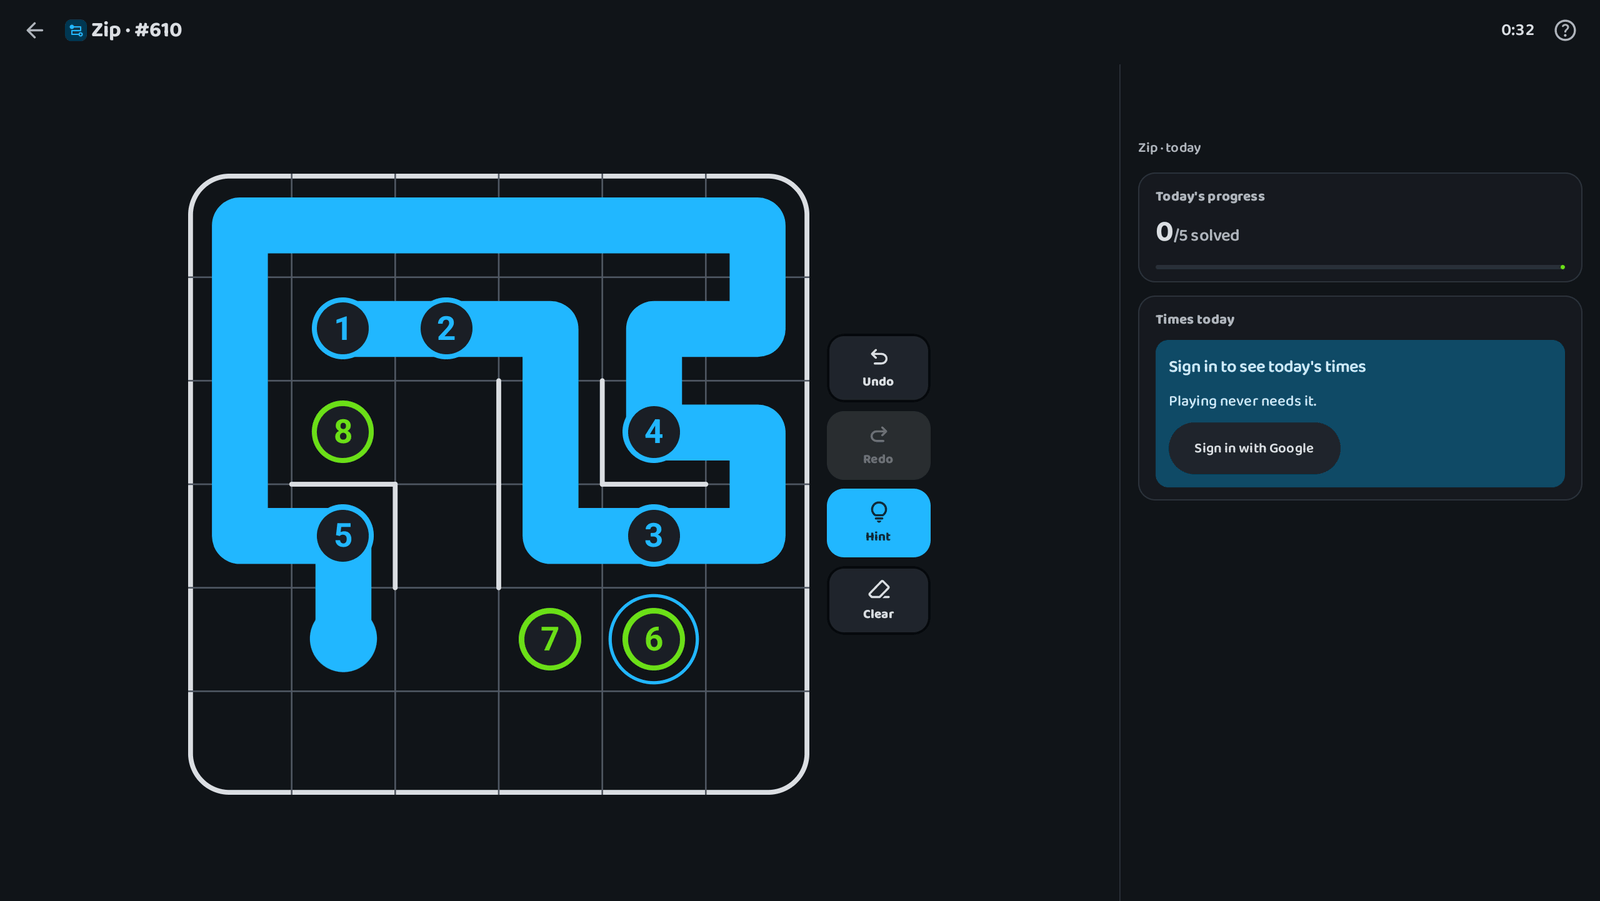 Zip · #610
0:32
Zip · today
Today's progress
0/5 solved
Times today
Sign in to see today's times
Playing never needs it.
Sign in with Google
1
2
8
4
5
3
7
6
Undo
Redo
Hint
Clear